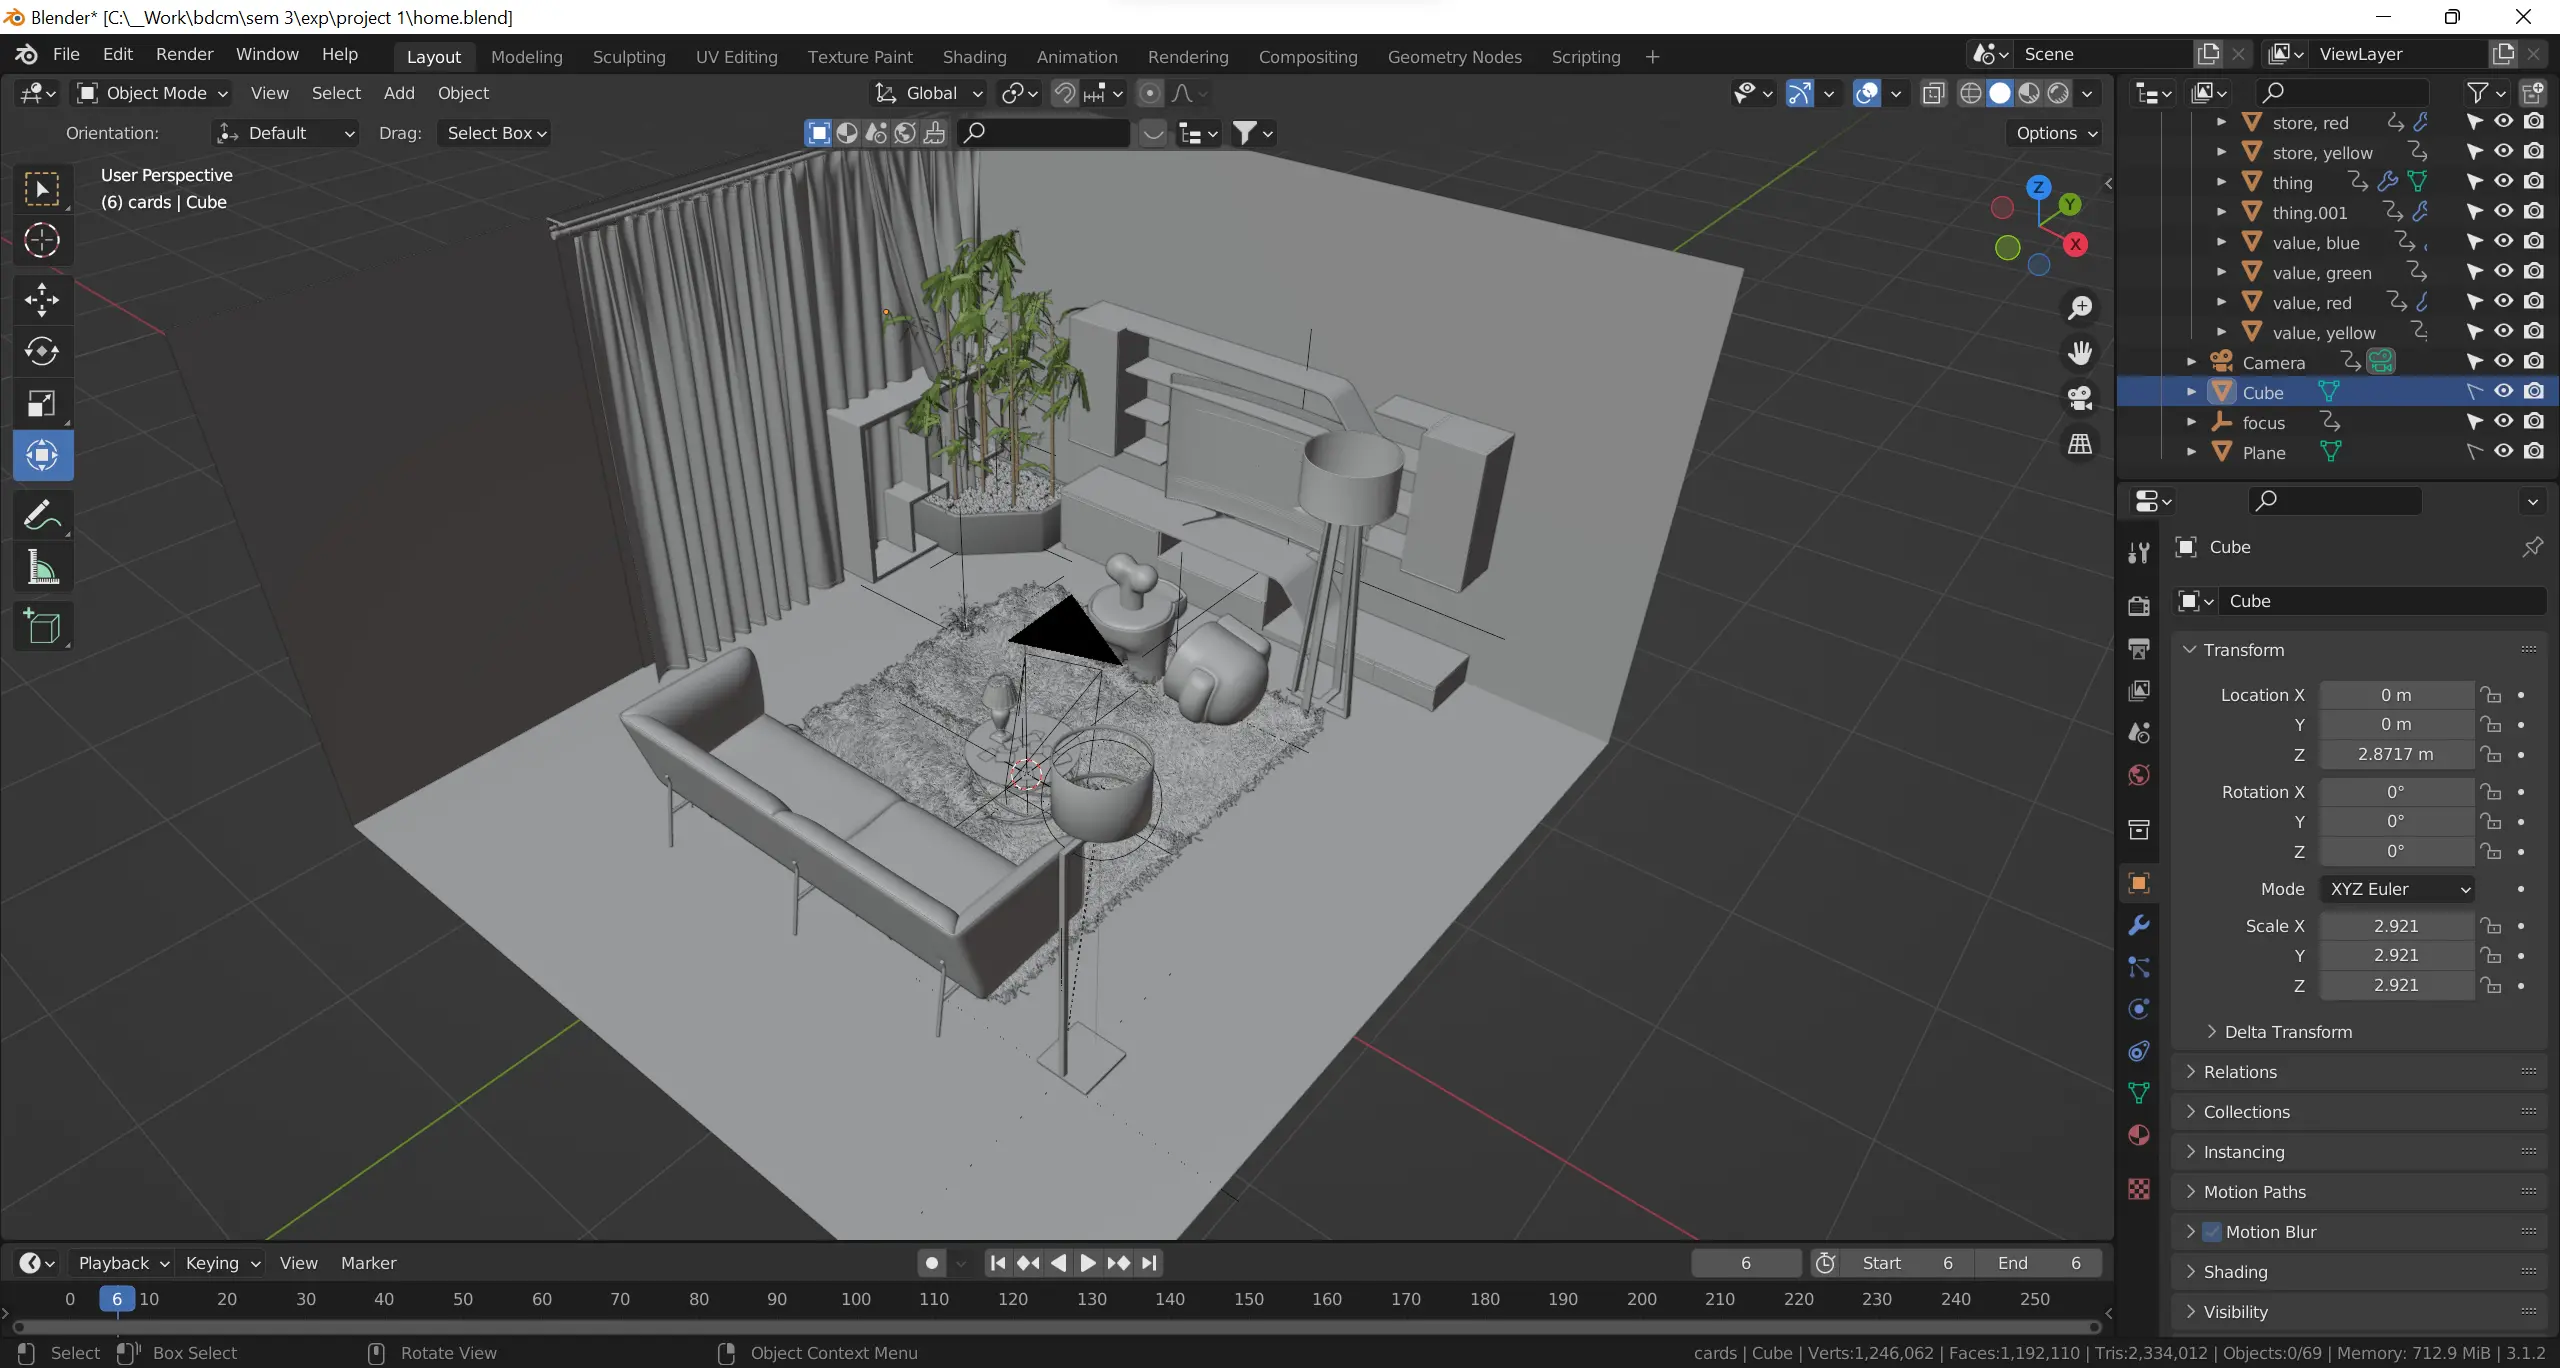 Blender* [C:\__Work\bdcm\sem 3\exp\project 1\home.blend]
File Edit Render Window Help Layout Modeling Sculpting UV Editing Texture Paint Shading Animation Rendering Compositing Geometry Nodes Scripting + Scene ViewLayer
Object Mode View Select Add Object Global
Orientation: Default Drag: Select Box Options
User Perspective
(6) cards | Cube
Z
Y
X
store, red
store, yellow
thing
thing.001
value, blue
value, green
value, red
value, yellow
Camera
Cube
focus
Plane
Cube
Cube
Transform
Location X 0 m
Y 0 m
Z 2.8717 m
Rotation X 0°
Y 0°
Z 0°
Mode XYZ Euler
Scale X 2.921
Y 2.921
Z 2.921
Delta Transform
Relations
Collections
Instancing
Motion Paths
Motion Blur
Shading
Visibility
Playback Keying View Marker 6 Start 6 End 6
0 6 10 20 30 40 50 60 70 80 90 100 110 120 130 140 150 160 170 180 190 200 210 220 230 240 250
Select Box Select Rotate View Object Context Menu cards | Cube | Verts:1,246,062 | Faces:1,192,110 | Tris:2,334,012 | Objects:0/69 | Memory: 712.9 MiB | 3.1.2